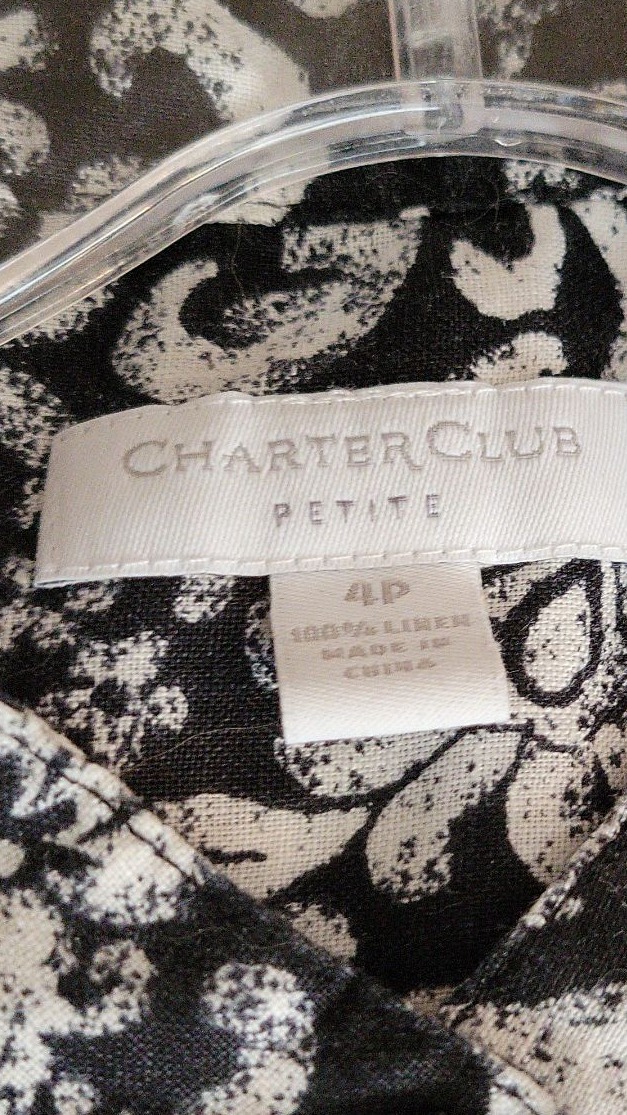 CHARTER CLUB
PETITE
4P
100% LINEN
MADE IN
CHINA